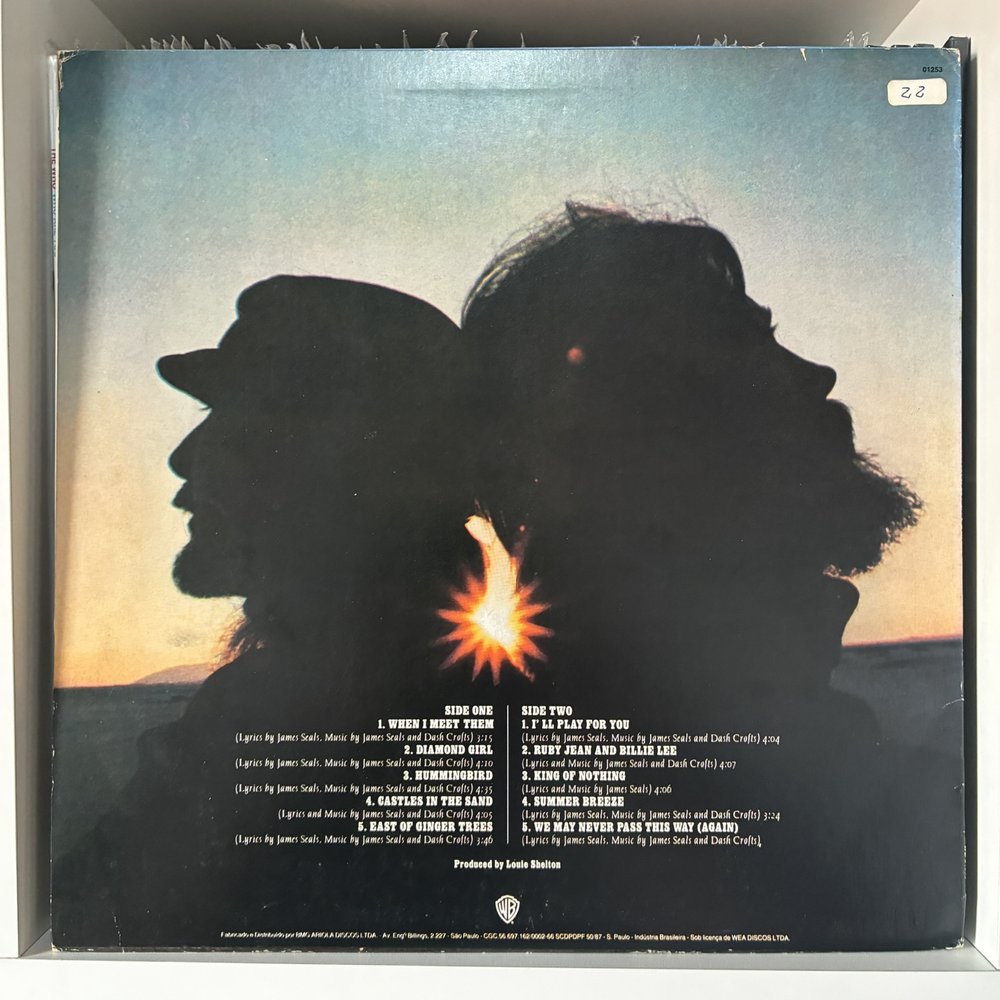 01253
22
SIDE ONE
1. WHEN I MEET THEM
(Lyrics by James Seals, Music by James Seals and Dash Crofts) 3:15
2. DIAMOND GIRL
(Lyrics by James Seals, Music by James Seals and Dash Crofts) 4:10
3. HUMMINGBIRD
(Lyrics by James Seals, Music by James Seals and Dash Crofts) 4:35
4. CASTLES IN THE SAND
(Lyrics and Music by James Seals and Dash Crofts) 4:05
5. EAST OF GINGER TREES
(Lyrics by James Seals, Music by James Seals and Dash Crofts) 3:46
SIDE TWO
1. I' LL PLAY FOR YOU
(Lyrics by James Seals, Music by James Seals and Dash Crofts) 4:04
2. RUBY JEAN AND BILLIE LEE
(Lyrics and Music by James Seals and Dash Crofts) 4:07
3. KING OF NOTHING
(Lyrics and Music by James Seals) 4:06
4. SUMMER BREEZE
(Lyrics by James Seals, Music by James Seals and Dash Crofts) 3:24
5. WE MAY NEVER PASS THIS WAY (AGAIN)
(Lyrics by James Seals, Music by James Seals and Dash Crofts)
Produced by Louie Shelton
WB
Fabricado e Distribuído por BMG ARIOLA DISCOS LTDA. - Av. Engº Billings, 2.227 - São Paulo - CGC 56.697.162/0002-66 SCDPDPF 50/87 - S. Paulo - Indústria Brasileira - Sob licença de WEA DISCOS LTDA.